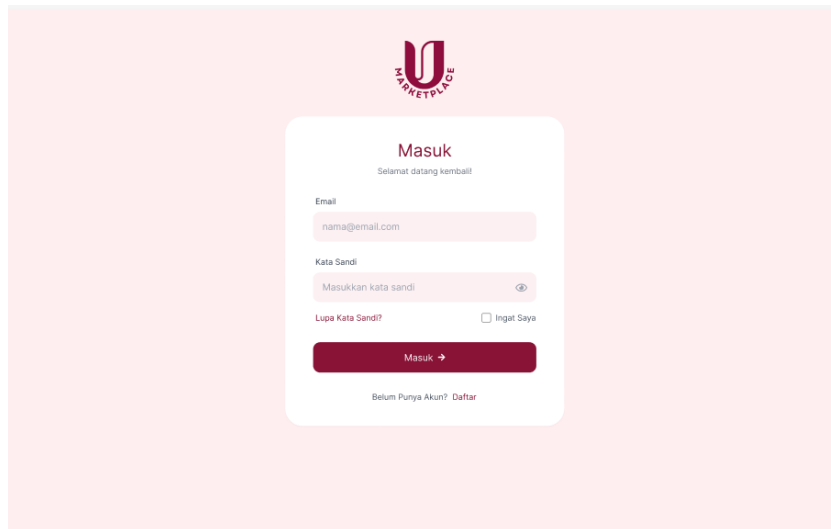 U
MARKETPLACE
Masuk
Selamat datang kembali!
Email
nama@email.com
Kata Sandi
Masukkan kata sandi
Lupa Kata Sandi?
Ingat Saya
Masuk →
Belum Punya Akun? Daftar